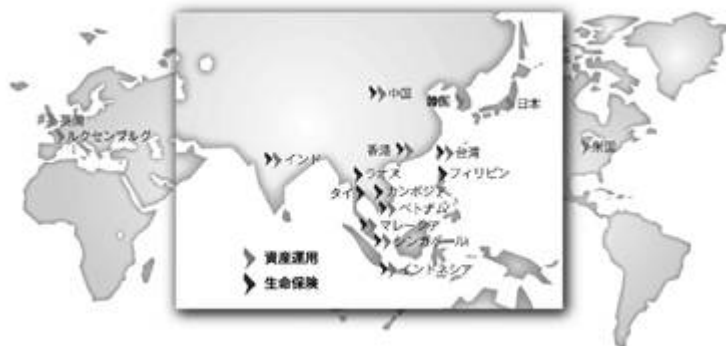 中国
韓国
日本
英国
ルクセンブルグ
インド
香港
台湾
米国
ラオス
フィリピン
タイ
カンボジア
ベトナム
マレーシア
シンガポール
インドネシア
資産運用
生命保険